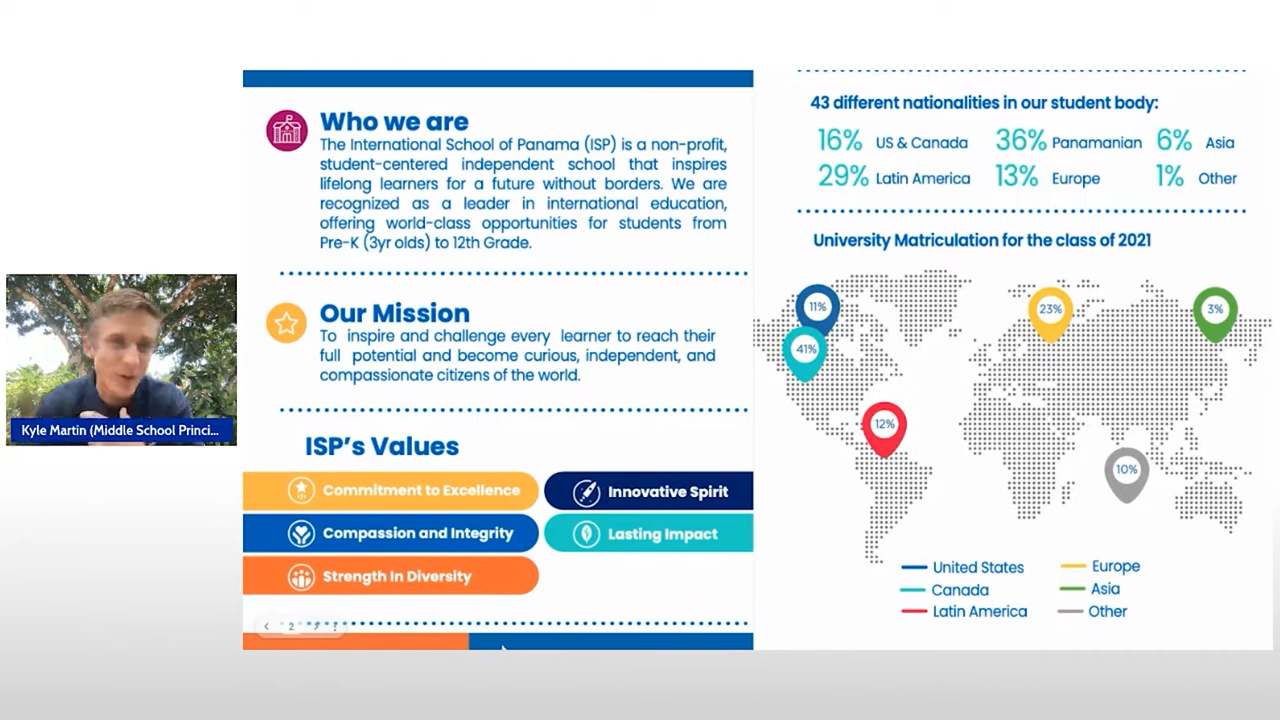 Who we are
The International School of Panama (ISP) is a non-profit,
student-centered independent school that inspires
lifelong learners for a future without borders. We are
recognized as a leader in international education,
offering world-class opportunities for students from
Pre-K (3yr olds) to 12th Grade.
Our Mission
To inspire and challenge every learner to reach their
full potential and become curious, independent, and
compassionate citizens of the world.
ISP's Values
Commitment to Excellence
Innovative Spirit
Compassion and Integrity
Lasting Impact
Strength In Diversity
2
43 different nationalities in our student body:
16% US & Canada 36% Panamanian 6% Asia
29% Latin America 13% Europe 1% Other
University Matriculation for the class of 2021
11%
23%
3%
41%
12%
10%
United States
Europe
Canada
Asia
Latin America
Other
Kyle Martin (Middle School Princi...